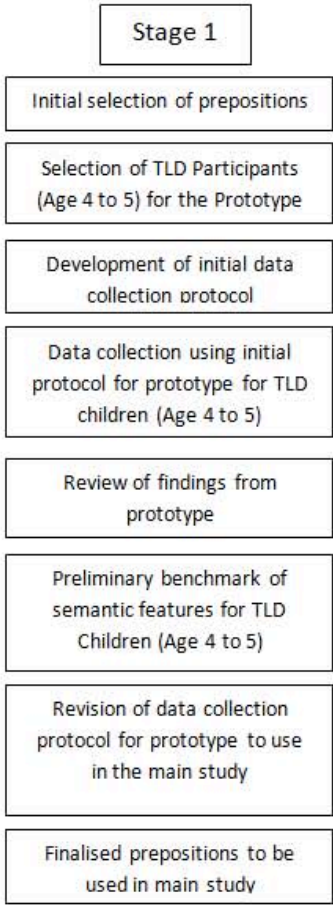 Stage 1
Initial selection of prepositions
Selection of TLD Participants
(Age 4 to 5) for the Prototype
Development of initial data
collection protocol
Data collection using initial
protocol for prototype for TLD
children (Age 4 to 5)
Review of findings from
prototype
Preliminary benchmark of
semantic features for TLD
Children (Age 4 to 5)
Revision of data collection
protocol for prototype to use
in the main study
Finalised prepositions to be
used in main study